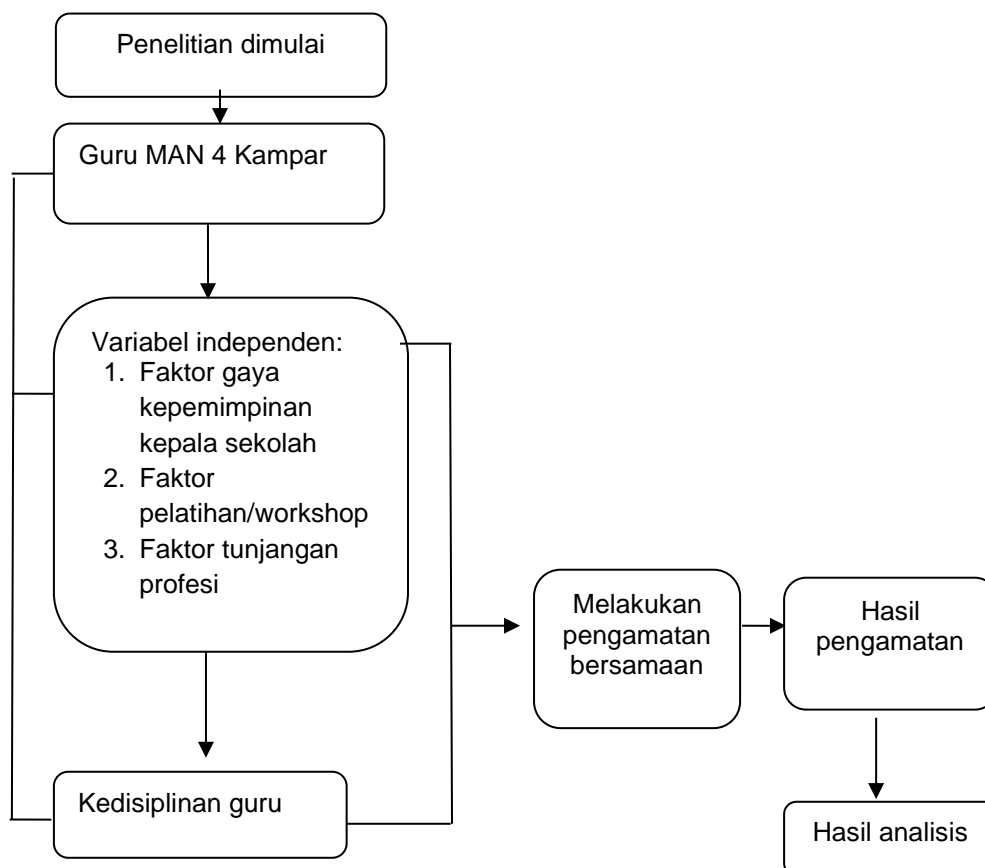 Penelitian dimulai
Guru MAN 4 Kampar
Variabel independen:
1. Faktor gaya
kepemimpinan
kepala sekolah
2. Faktor
pelatihan/workshop
3. Faktor tunjangan
profesi
Kedisiplinan guru
Melakukan
pengamatan
bersamaan
Hasil
pengamatan
Hasil analisis